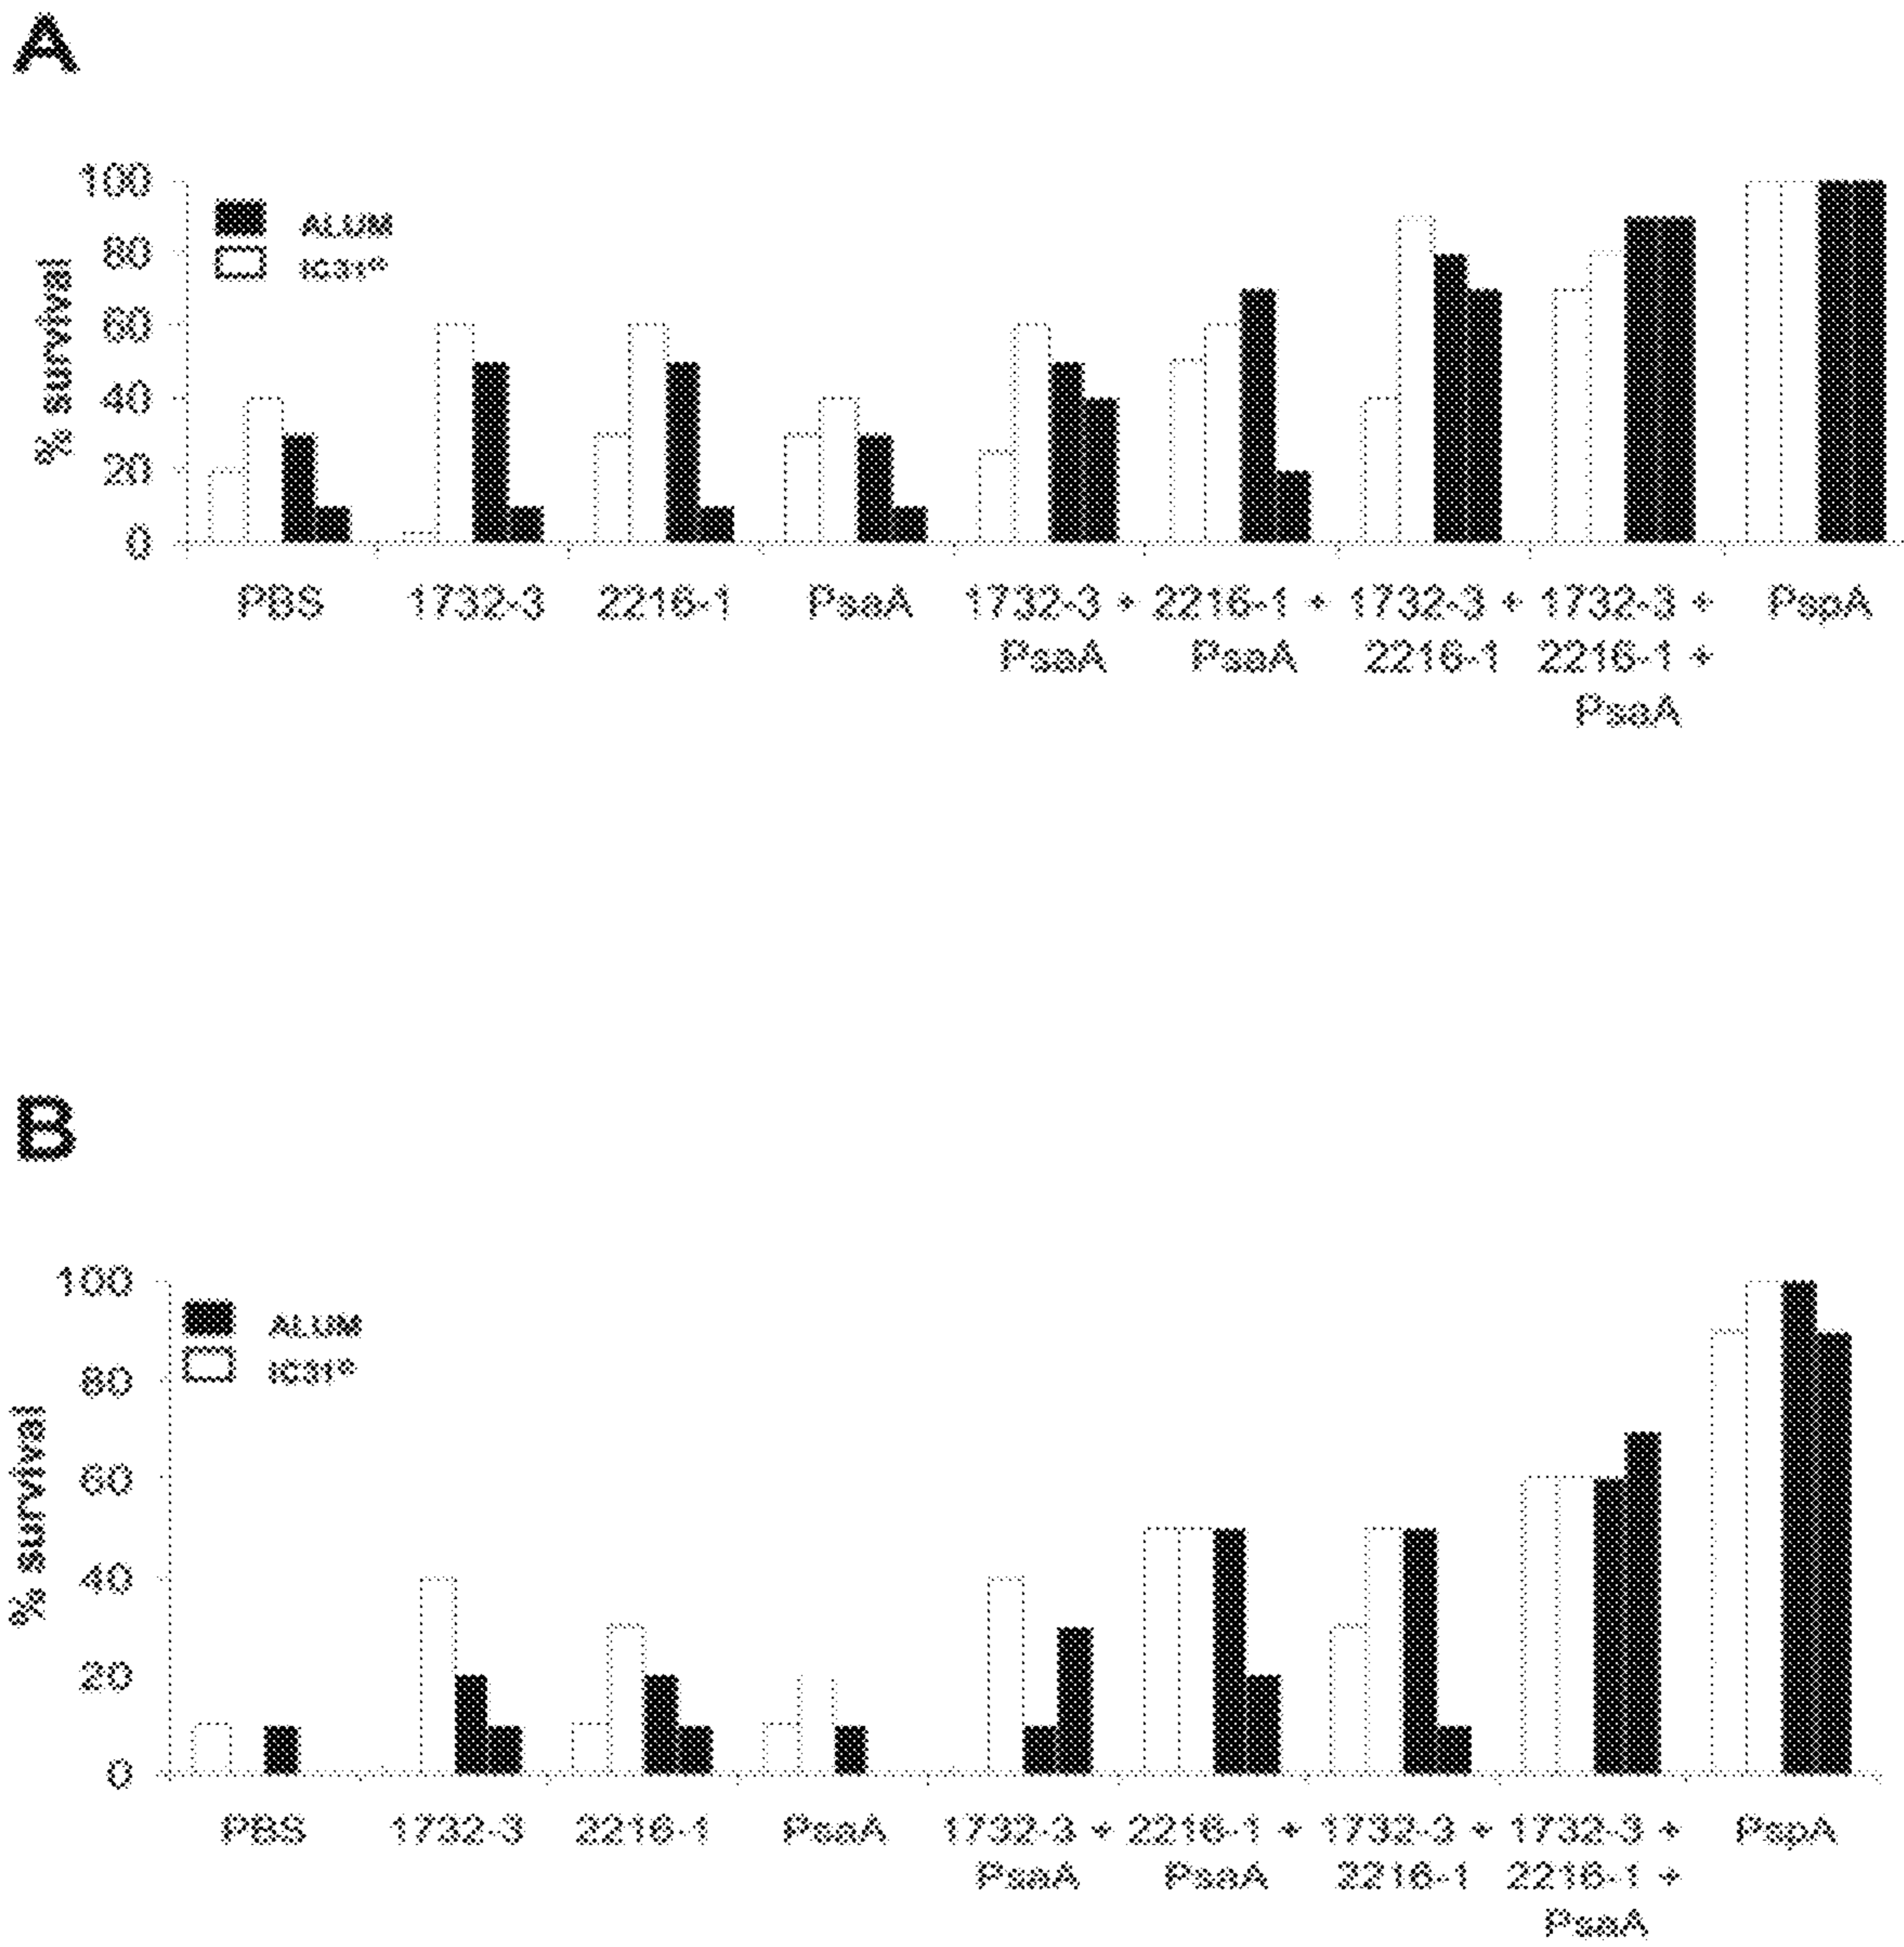 A
100
80
60
40
20
0
% survival
ALUM
IC31®
PBS 1732-3 2216-1 PsaA 1732-3 + 2216-1 + 1732-3 + 1732-3 + PspA
PsaA PsaA 2216-1 2216-1 +
PsaA
B
100
80
60
40
20
0
% survival
ALUM
IC31®
PBS 1732-3 2216-1 PsaA 1732-3 + 2216-1 + 1732-3 + 1732-3 + PspA
PsaA PsaA 2216-1 2216-1 +
PsaA